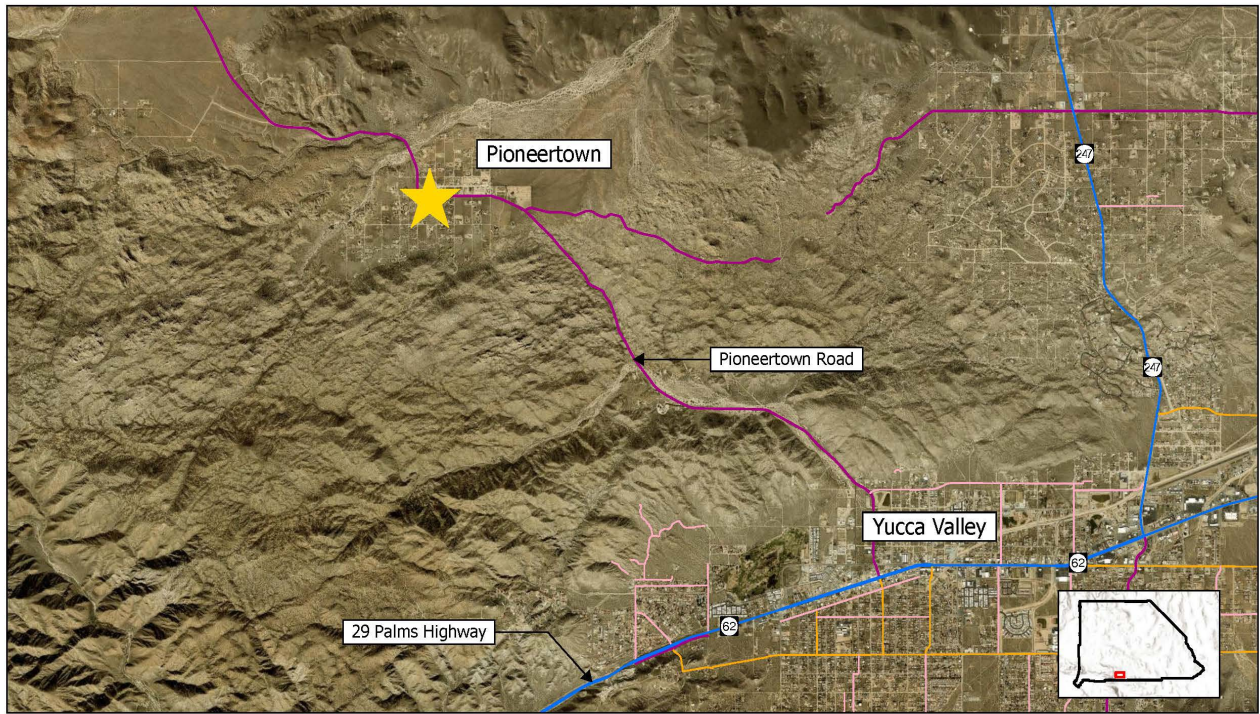 Pioneertown
247
Pioneertown Road
247
Yucca Valley
62
29 Palms Highway
62